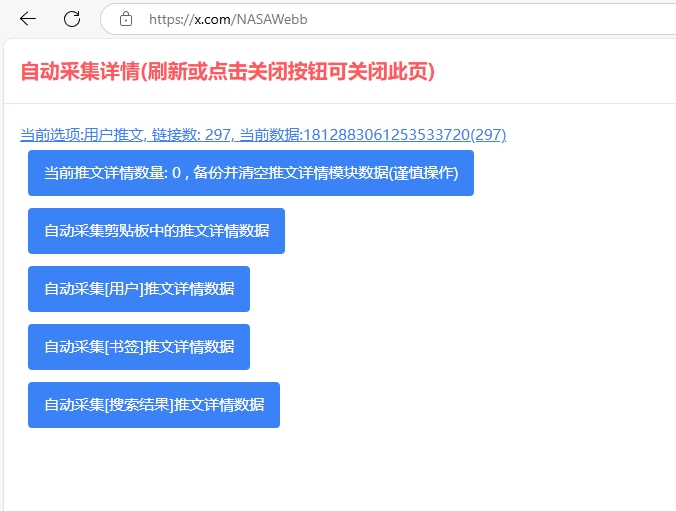 https://x.com/NASAWebb
自动采集详情(刷新或点击关闭按钮可关闭此页)
当前选项:用户推文, 链接数: 297, 当前数据:1812883061253533720(297)
当前推文详情数量: 0 , 备份并清空推文详情模块数据(谨慎操作)
自动采集剪贴板中的推文详情数据
自动采集[用户]推文详情数据
自动采集[书签]推文详情数据
自动采集[搜索结果]推文详情数据